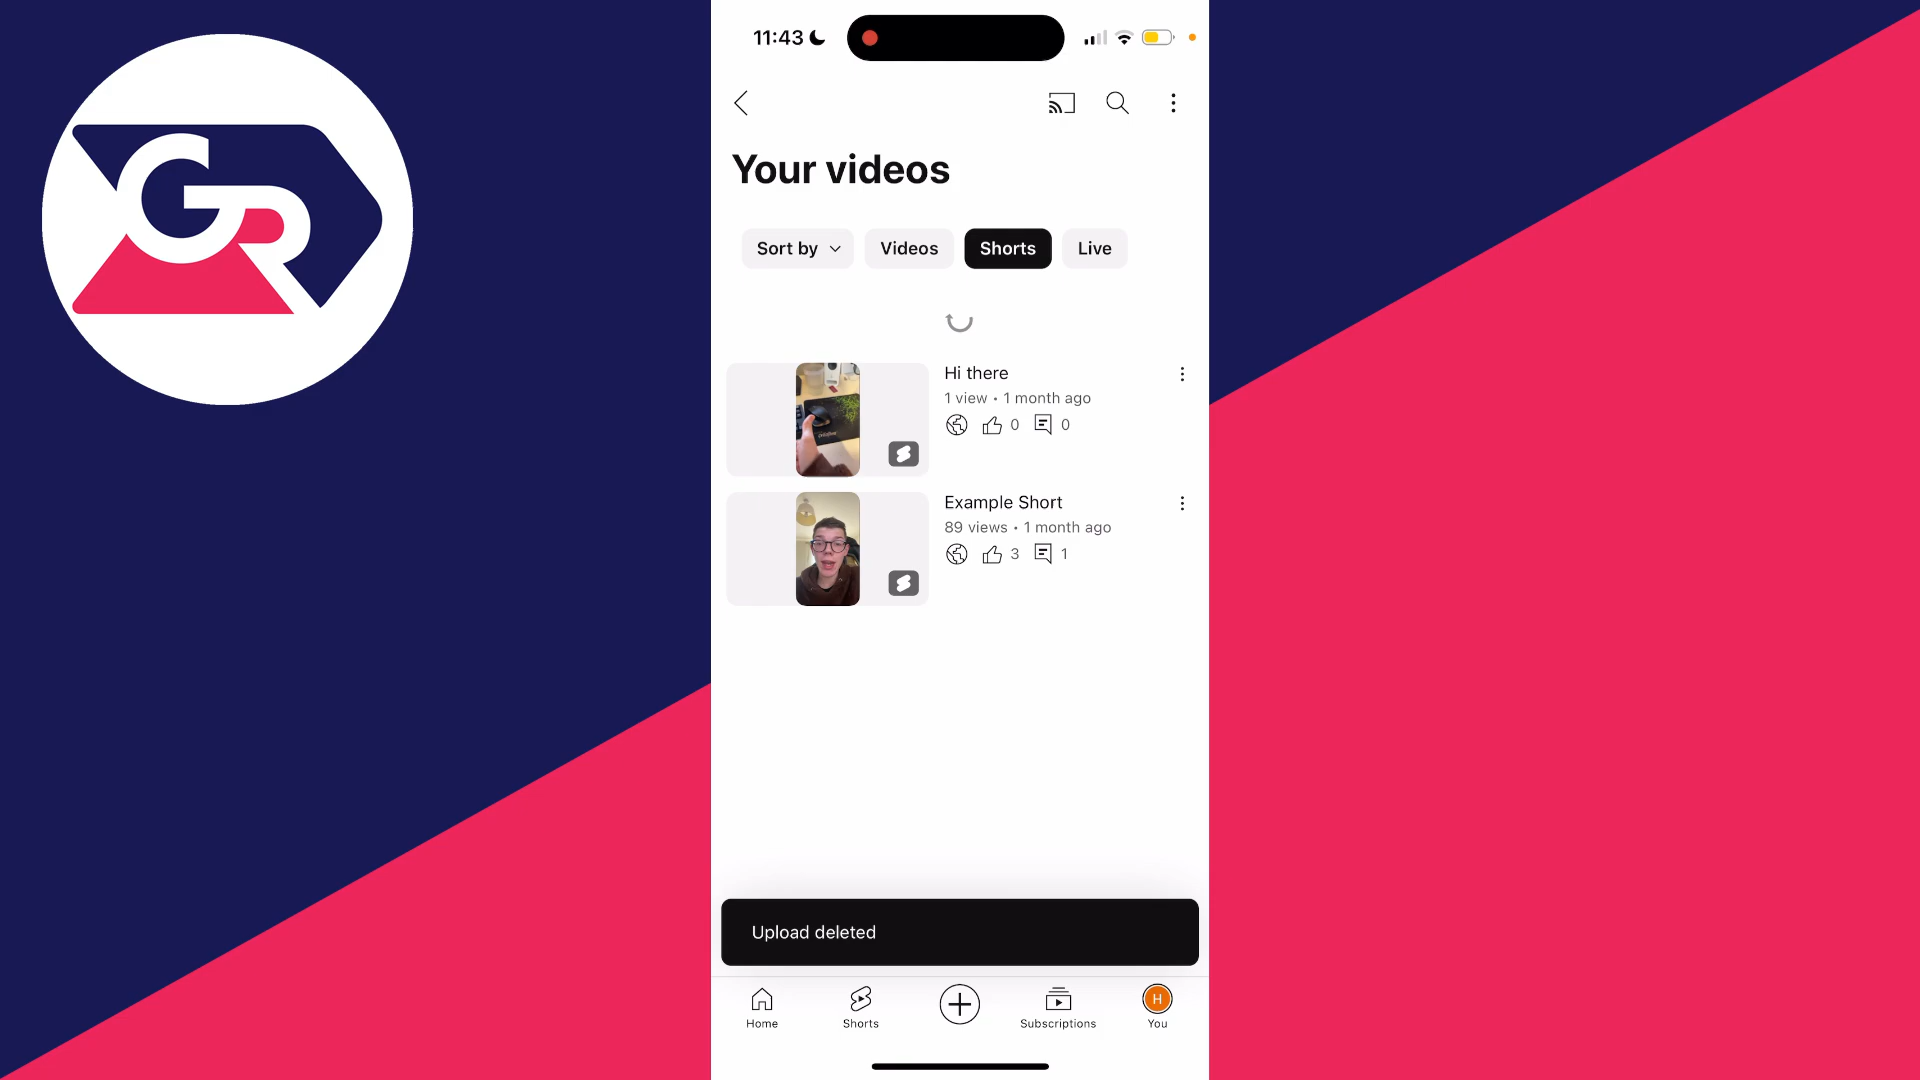 GR
11:43
Your videos
Sort by
Videos
Shorts
Live
Hi there
1 view • 1 month ago
0
0
Example Short
89 views • 1 month ago
3
1
Upload deleted
Home
Shorts
Subscriptions
H
You